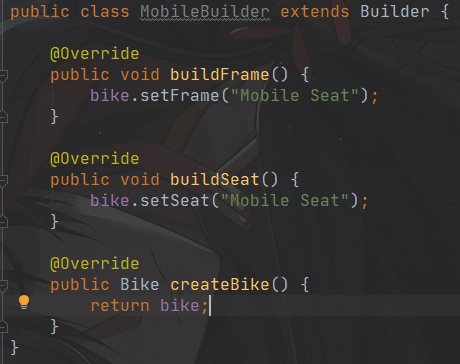 public class MobileBuilder extends Builder {
@Override
public void buildFrame() {
bike.setFrame("Mobile Seat");
}
@Override
public void buildSeat() {
bike.setSeat("Mobile Seat");
}
@Override
public Bike createBike() {
return bike;
}
}